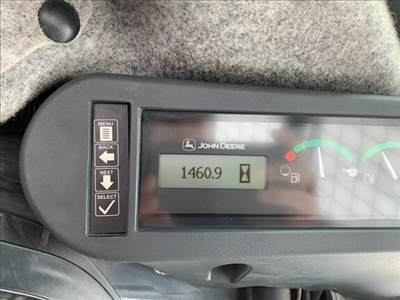 MENU
BACK
NEXT
SELECT
JOHN DEERE
1460.9